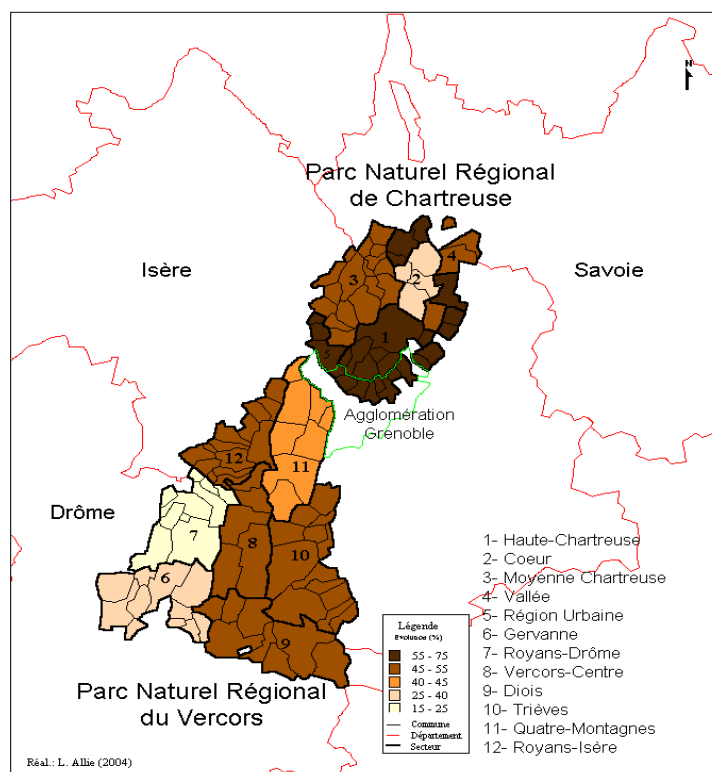 N
Parc Naturel Régional
de Chartreuse
Isère
Savoie
4
2
3
1
5
Agglomération
Grenoble
12
11
Drôme
7
8
10
6
9
1- Haute-Chartreuse
2- Coeur
3- Moyenne Chartreuse
4- Vallée
5- Région Urbaine
6- Gervanne
7- Royans-Drôme
8- Vercors-Centre
9- Diois
10- Trièves
11- Quatre-Montagnes
12- Royans-Isère
Légende
Evolution (%)
55 - 75
45 - 55
40 - 45
25 - 40
15 - 25
Commune
Département
Secteur
Parc Naturel Régional
du Vercors
Réal.: L. Allie (2004)